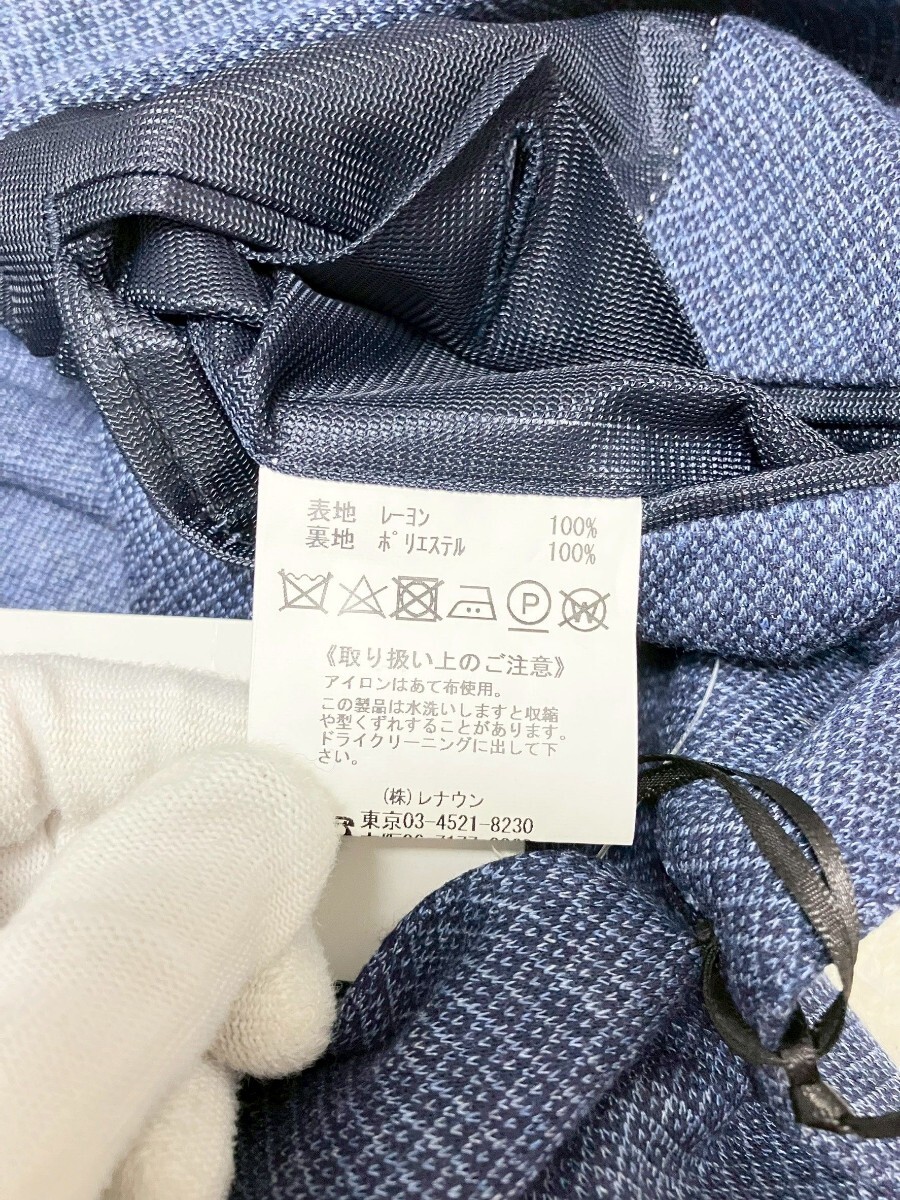 表地 レーヨン 100%
裏地 ポリエステル 100%
P W
《取り扱い上のご注意》
アイロンはあて布使用。
この製品は水洗いしますと収縮
や型くずれすることがあります。
ドライクリーニングに出して下
さい。
(株)レナウン
東京03-4521-8230